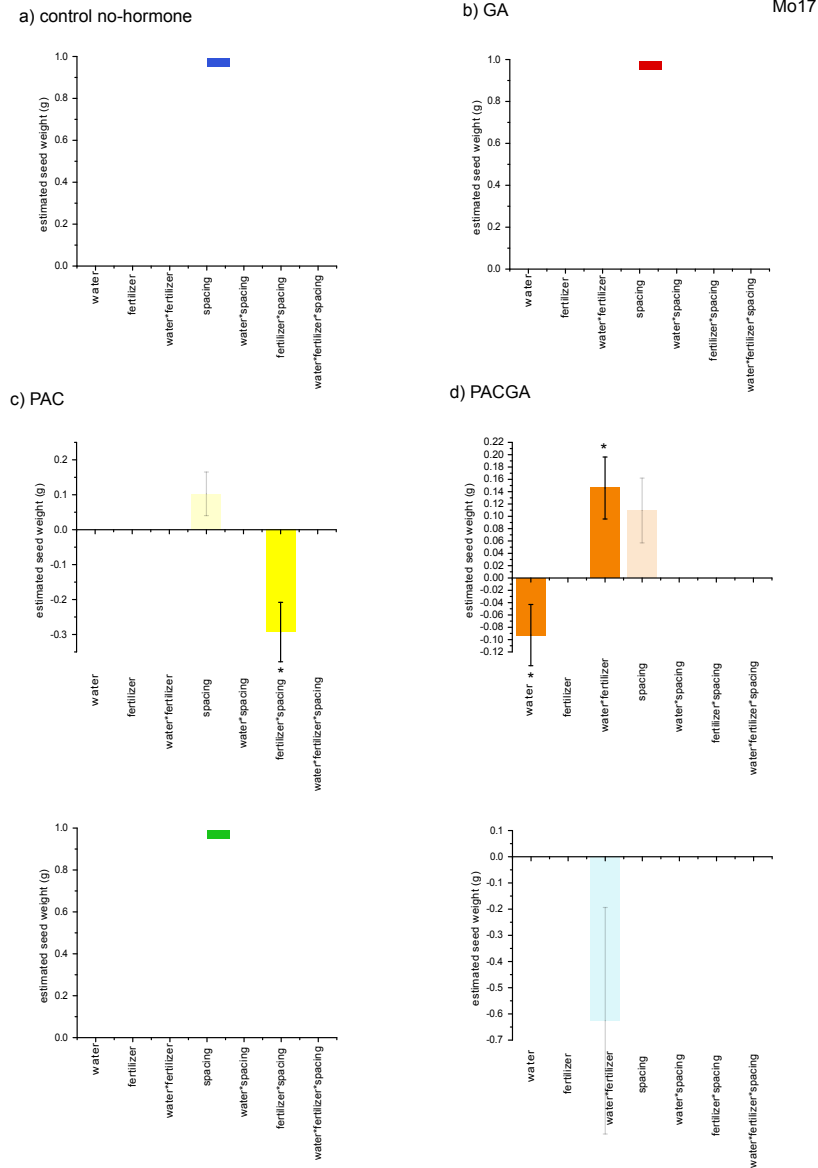 a) control no-hormone
b) GA
Mo17
estimated seed weight (g)
1.0
0.8
0.6
0.4
0.2
0.0
water
fertilizer
water*fertilizer
spacing
water*spacing
fertilizer*spacing
water*fertilizer*spacing
estimated seed weight (g)
1.0
0.8
0.6
0.4
0.2
0.0
water
fertilizer
water*fertilizer
spacing
water*spacing
fertilizer*spacing
water*fertilizer*spacing
c) PAC
d) PACGA
estimated seed weight (g)
0.2
0.1
0.0
-0.1
-0.2
-0.3
*
water
fertilizer
water*fertilizer
spacing
water*spacing
fertilizer*spacing
water*fertilizer*spacing
estimated seed weight (g)
0.22
0.20
0.18
0.16
0.14
0.12
0.10
0.08
0.06
0.04
0.02
0.00
-0.02
-0.04
-0.06
-0.08
-0.10
-0.12
*
*
water
fertilizer
water*fertilizer
spacing
water*spacing
fertilizer*spacing
water*fertilizer*spacing
estimated seed weight (g)
1.0
0.8
0.6
0.4
0.2
0.0
water
fertilizer
water*fertilizer
spacing
water*spacing
fertilizer*spacing
water*fertilizer*spacing
estimated seed weight (g)
0.1
0.0
-0.1
-0.2
-0.3
-0.4
-0.5
-0.6
-0.7
water
fertilizer
water*fertilizer
spacing
water*spacing
fertilizer*spacing
water*fertilizer*spacing